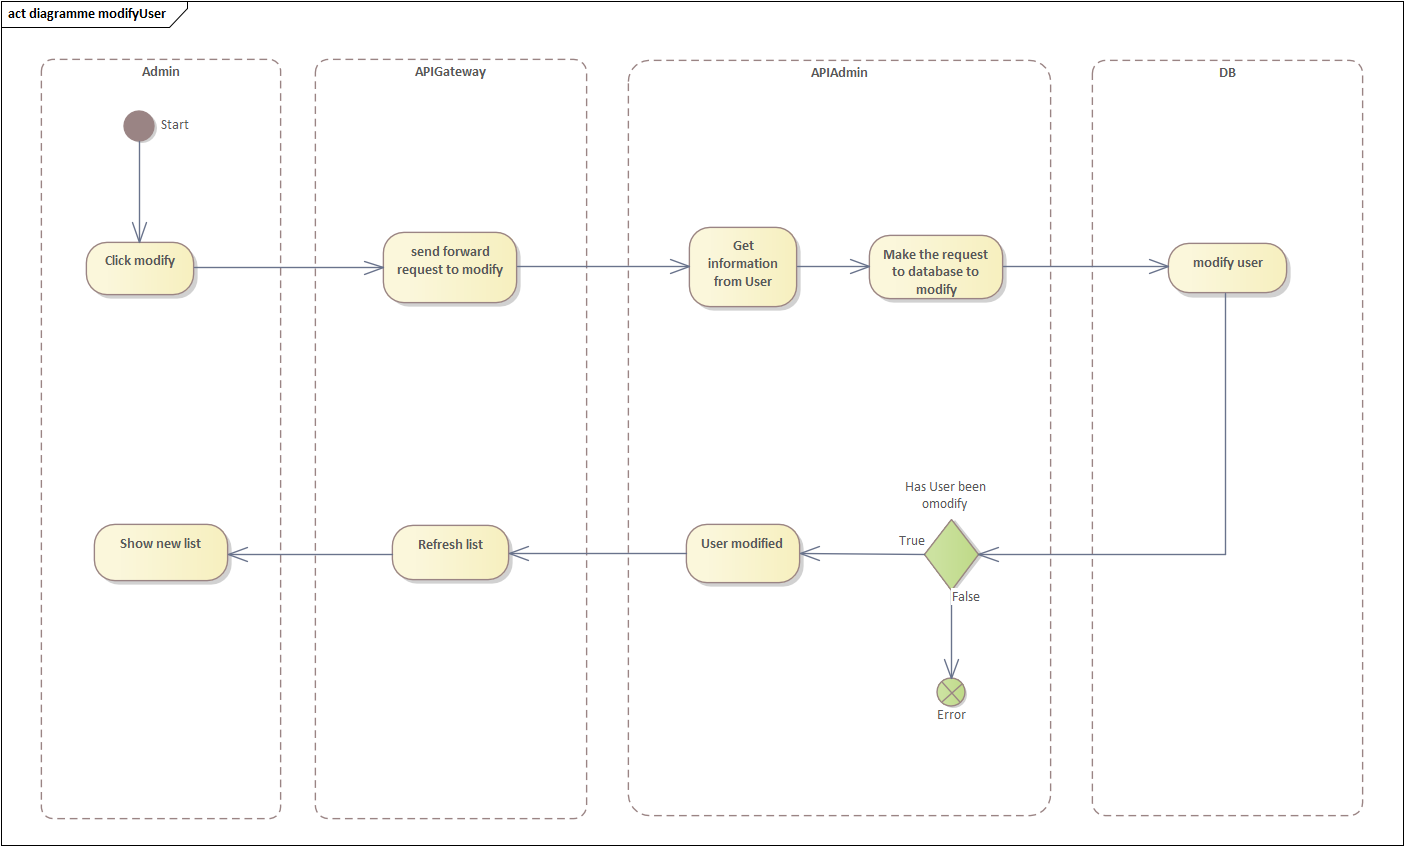 act diagramme modifyUser
Admin
APIGateway
APIAdmin
DB
Start
Click modify
send forward
request to modify
Get
information
from User
Make the request
to database to
modify
modify user
Has User been
omodify
True
False
User modified
Refresh list
Show new list
Error